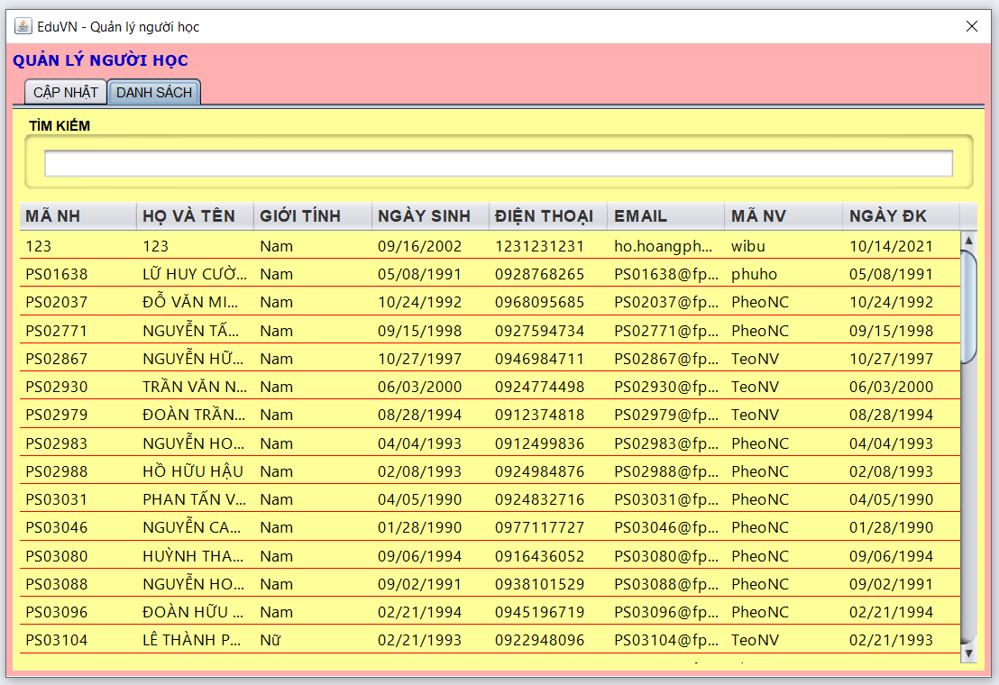 EduVN - Quản lý người học
QUẢN LÝ NGƯỜI HỌC
CẬP NHẬT DANH SÁCH
TÌM KIẾM
MÃ NH HỌ VÀ TÊN GIỚI TÍNH NGÀY SINH ĐIỆN THOẠI EMAIL MÃ NV NGÀY ĐK
123 123 Nam 09/16/2002 1231231231 ho.hoangph... wibu 10/14/2021
PS01638 LỮ HUY CƯỜ... Nam 05/08/1991 0928768265 PS01638@fp... phuho 05/08/1991
PS02037 ĐỖ VĂN MI... Nam 10/24/1992 0968095685 PS02037@fp... PheoNC 10/24/1992
PS02771 NGUYỄN TẤ... Nam 09/15/1998 0927594734 PS02771@fp... PheoNC 09/15/1998
PS02867 NGUYỄN HỮ... Nam 10/27/1997 0946984711 PS02867@fp... TeoNV 10/27/1997
PS02930 TRẦN VĂN N... Nam 06/03/2000 0924774498 PS02930@fp... TeoNV 06/03/2000
PS02979 ĐOÀN TRẦN... Nam 08/28/1994 0912374818 PS02979@fp... TeoNV 08/28/1994
PS02983 NGUYỄN HO... Nam 04/04/1993 0912499836 PS02983@fp... PheoNC 04/04/1993
PS02988 HỒ HỮU HẬU Nam 02/08/1993 0924984876 PS02988@fp... PheoNC 02/08/1993
PS03031 PHAN TẤN V... Nam 04/05/1990 0924832716 PS03031@fp... PheoNC 04/05/1990
PS03046 NGUYỄN CA... Nam 01/28/1990 0977117727 PS03046@fp... PheoNC 01/28/1990
PS03080 HUỲNH THA... Nam 09/06/1994 0916436052 PS03080@fp... PheoNC 09/06/1994
PS03088 NGUYỄN HO... Nam 09/02/1991 0938101529 PS03088@fp... PheoNC 09/02/1991
PS03096 ĐOÀN HỮU ... Nam 02/21/1994 0945196719 PS03096@fp... PheoNC 02/21/1994
PS03104 LÊ THÀNH P... Nữ 02/21/1993 0922948096 PS03104@fp... TeoNV 02/21/1993